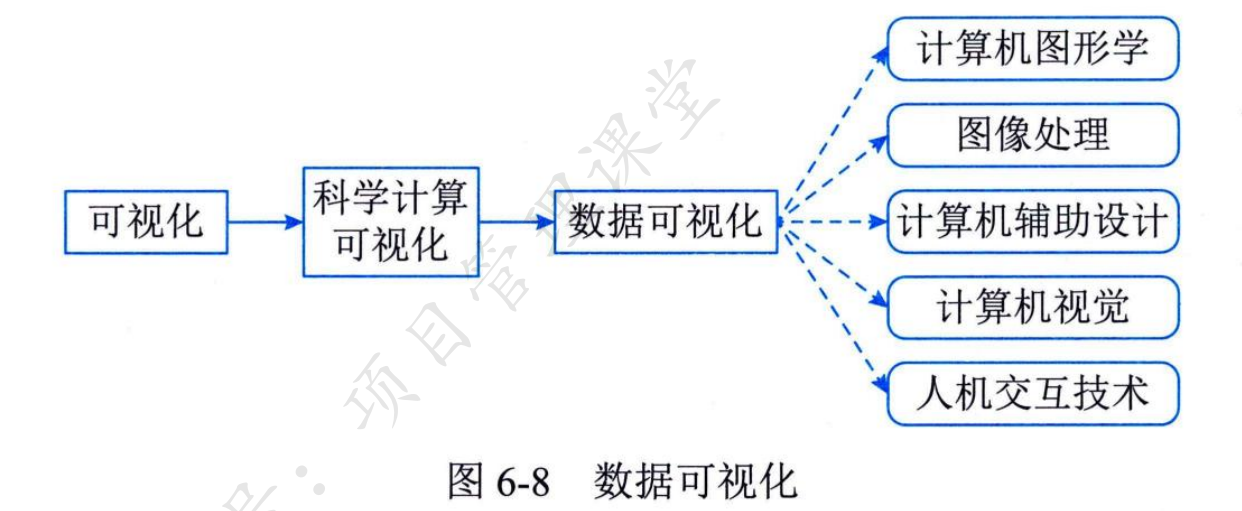 计算机图形学
图像处理
可视化
科学计算
可视化
数据可视化
计算机辅助设计
计算机视觉
人机交互技术
图 6-8 数据可视化
号：项目管理课堂